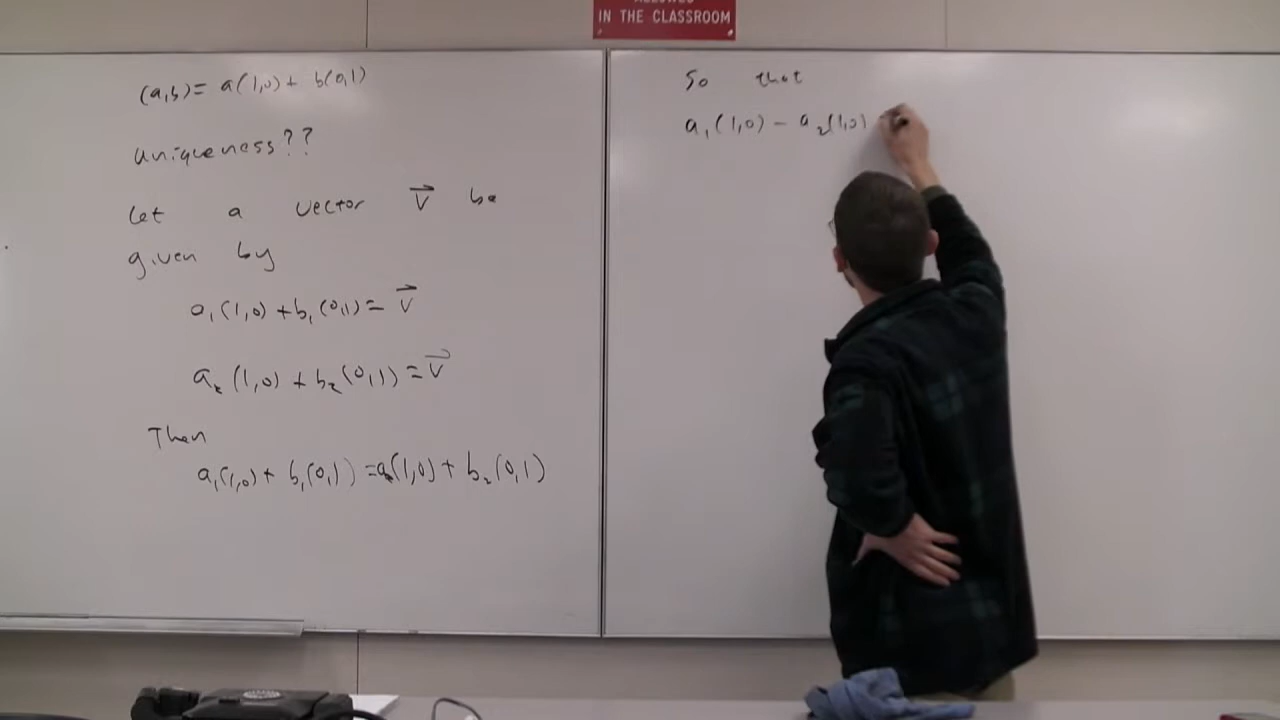 IN THE CLASSROOM
(a,b)= a(1,0)+ b(0,1)
uniqueness??
Let a vector v⃗ be
given by
a₁(1,0)+b₁(0,1)= v⃗
a₂(1,0)+b₂(0,1)=v⃗
Then
a₁(1,0)+ b₁(0,1)=a₂(1,0)+ b₂(0,1)
So that
a₁(1,0)- a₂(1,0)